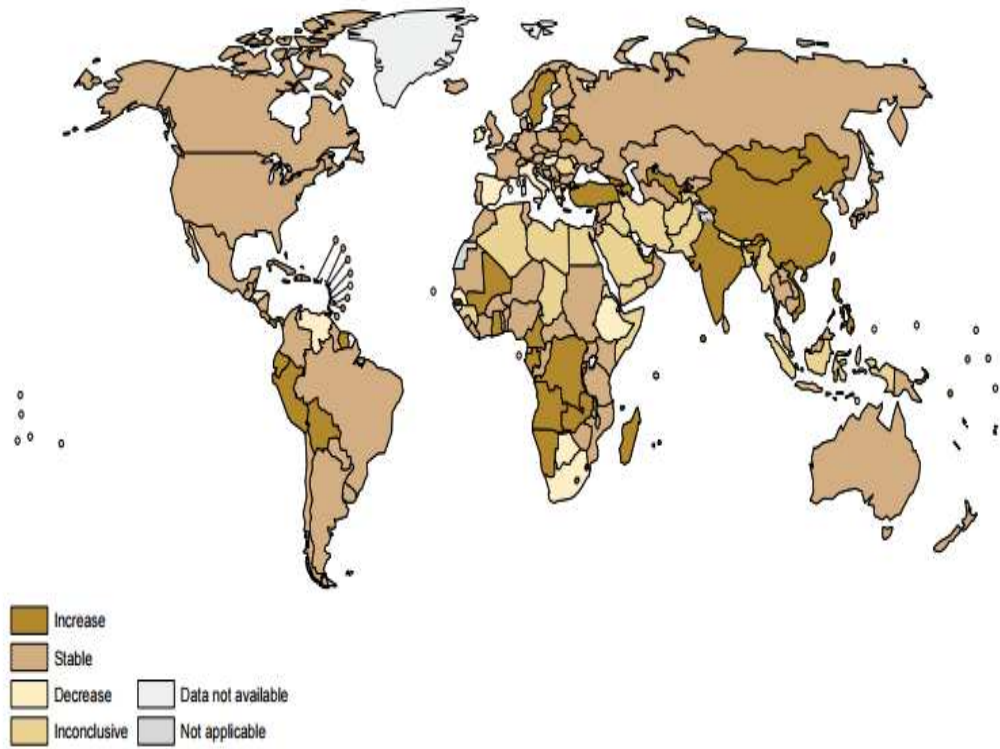 Increase
Stable
Decrease
Data not available
Inconclusive
Not applicable